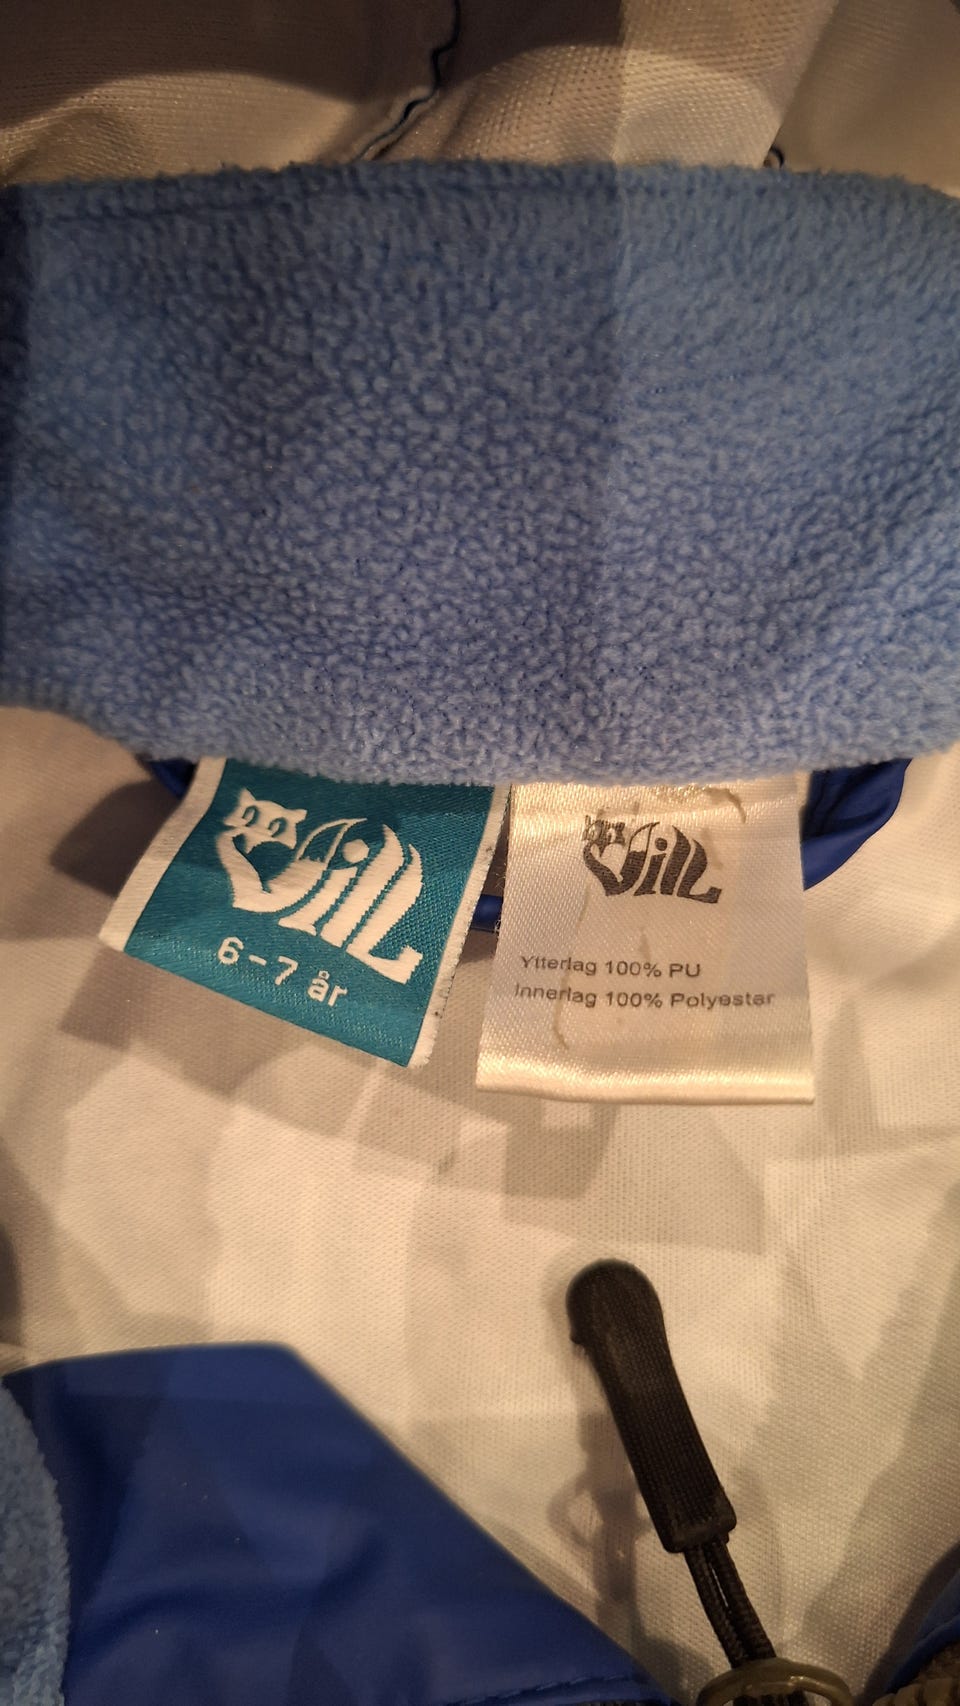 Vill
6-7 år
Vill
Ytterlag 100% PU
Innerlag 100% Polyester